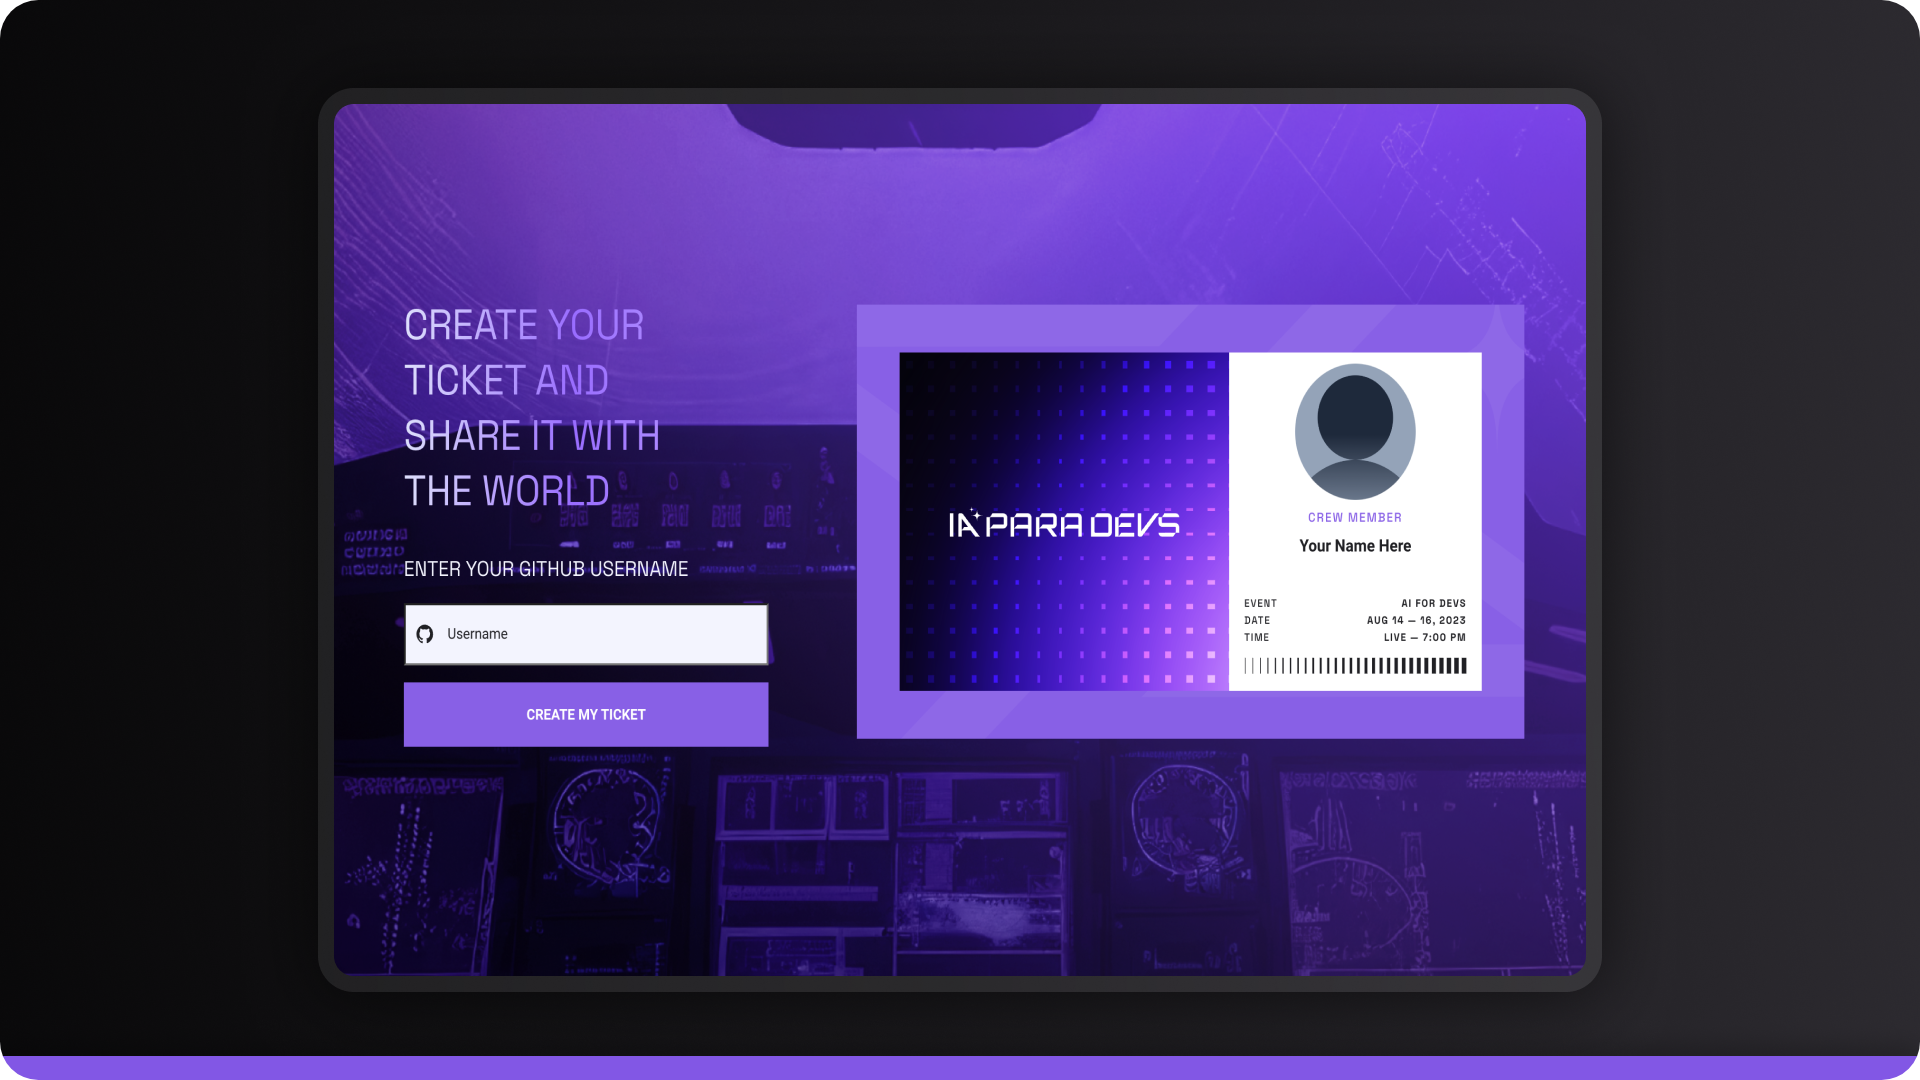 CREATE YOUR
TICKET AND
SHARE IT WITH
THE WORLD
ENTER YOUR GITHUB USERNAME
Username
CREATE MY TICKET
IA PARA DEVS
CREW MEMBER
Your Name Here
EVENT AI FOR DEVS
DATE AUG 14 — 16, 2023
TIME LIVE — 7:00 PM